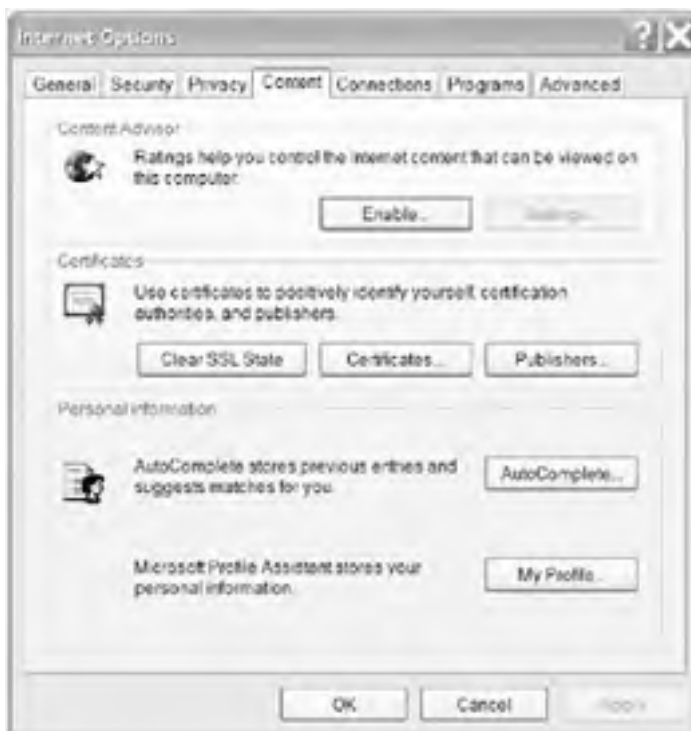 Internet Options
General Security Privacy Content Connections Programs Advanced
Content Advisor
Ratings help you control the Internet content that can be viewed on
this computer.
Enable... Settings...
Certificates
Use certificates to positively identify yourself, certification
authorities, and publishers.
Clear SSL State Certificates... Publishers...
Personal information
AutoComplete stores previous entries and
suggests matches for you.
AutoComplete...
Microsoft Profile Assistant stores your
personal information.
My Profile...
OK Cancel Apply